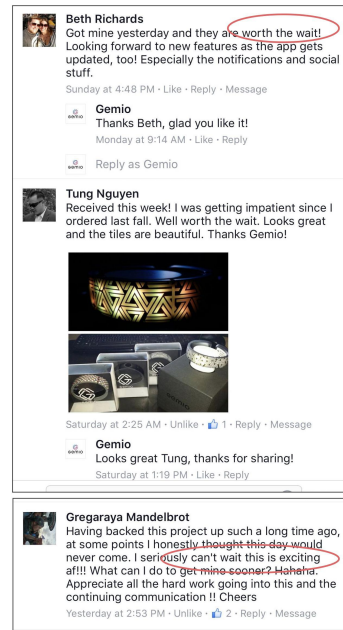 Beth Richards
Got mine yesterday and they are worth the wait!
Looking forward to new features as the app gets
updated, too! Especially the notifications and social
stuff.
Sunday at 4:48 PM · Like · Reply · Message
gemio
Gemio
Thanks Beth, glad you like it!
Monday at 9:14 AM · Like · Reply
gemio
Reply as Gemio
Tung Nguyen
Received this week! I was getting impatient since I
ordered last fall. Well worth the wait. Looks great
and the tiles are beautiful. Thanks Gemio!
Saturday at 2:25 AM · Unlike · 1 · Reply · Message
gemio
Gemio
Looks great Tung, thanks for sharing!
Saturday at 1:19 PM · Like · Reply
Gregaraya Mandelbrot
Having backed this project up such a long time ago,
at some points I honestly thought this day would
never come. I seriously can't wait this is exciting
af!!! What can I do to get mine sooner? Hahaha.
Appreciate all the hard work going into this and the
continuing communication !! Cheers
Yesterday at 2:53 PM · Unlike · 2 · Reply · Message